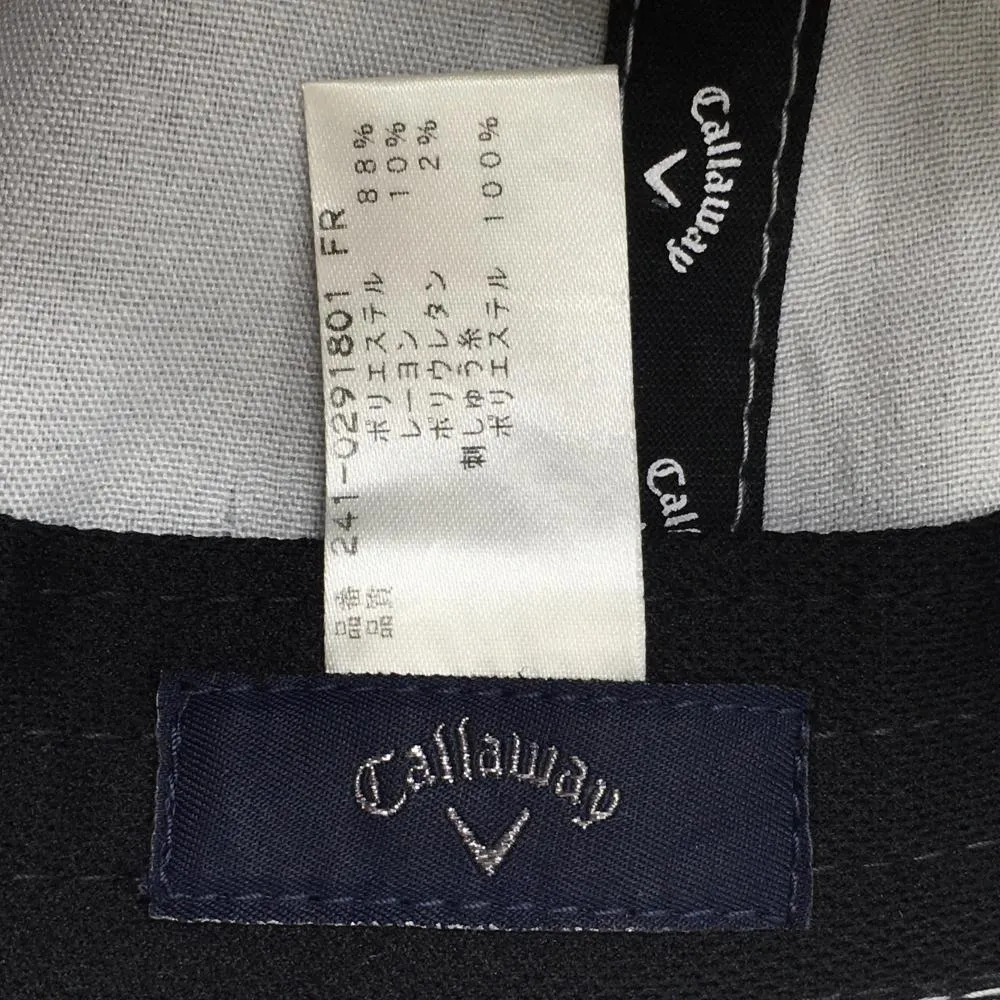 品番 241-0291801 FR
品質 ポリエステル 88%
レーヨン 10%
ポリウレタン 2%
刺しゅう糸
ポリエステル 100%
Callaway
Callaway
Cal
Callaway